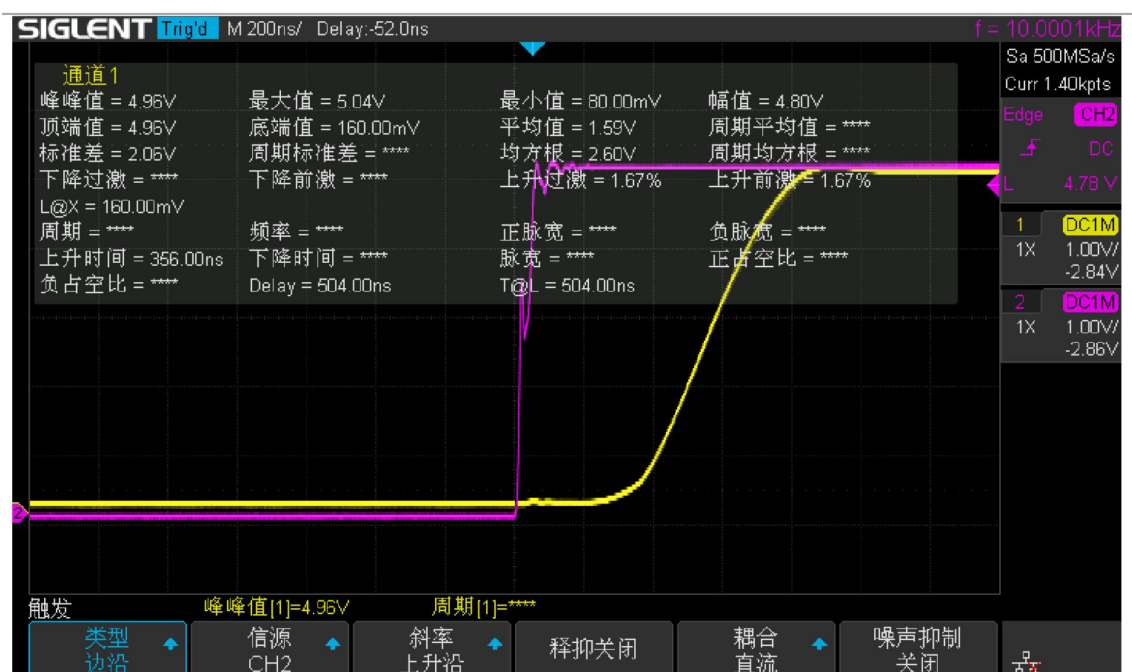 SIGLENT Trig'd M 200ns/ Delay:-52.0ns f = 10.0001kHz
Sa 500MSa/s
Curr 1.40kpts
Edge CH2
DC
L 4.78 V
1 DC1M
1X 1.00V/
-2.84V
2 DC1M
1X 1.00V/
-2.86V
通道1
峰峰值 = 4.96V 最大值 = 5.04V 最小值 = 80.00mV 幅值 = 4.80V
顶端值 = 4.96V 底端值 = 160.00mV 平均值 = 1.59V 周期平均值 = ****
标准差 = 2.06V 周期标准差 = **** 均方根 = 2.60V 周期均方根 = ****
下降过激 = **** 下降前激 = **** 上升过激 = 1.67% 上升前激 = 1.67%
L@X = 160.00mV
周期 = **** 频率 = **** 正脉宽 = **** 负脉宽 = ****
上升时间 = 356.00ns 下降时间 = **** 脉宽 = **** 正占空比 = ****
负占空比 = **** Delay = 504.00ns T@L = 504.00ns
2
触发 峰峰值[1]=4.96V 周期[1]=****
类型 信源 斜率 释抑关闭 耦合 噪声抑制
边沿 CH2 上升沿 直流 关闭